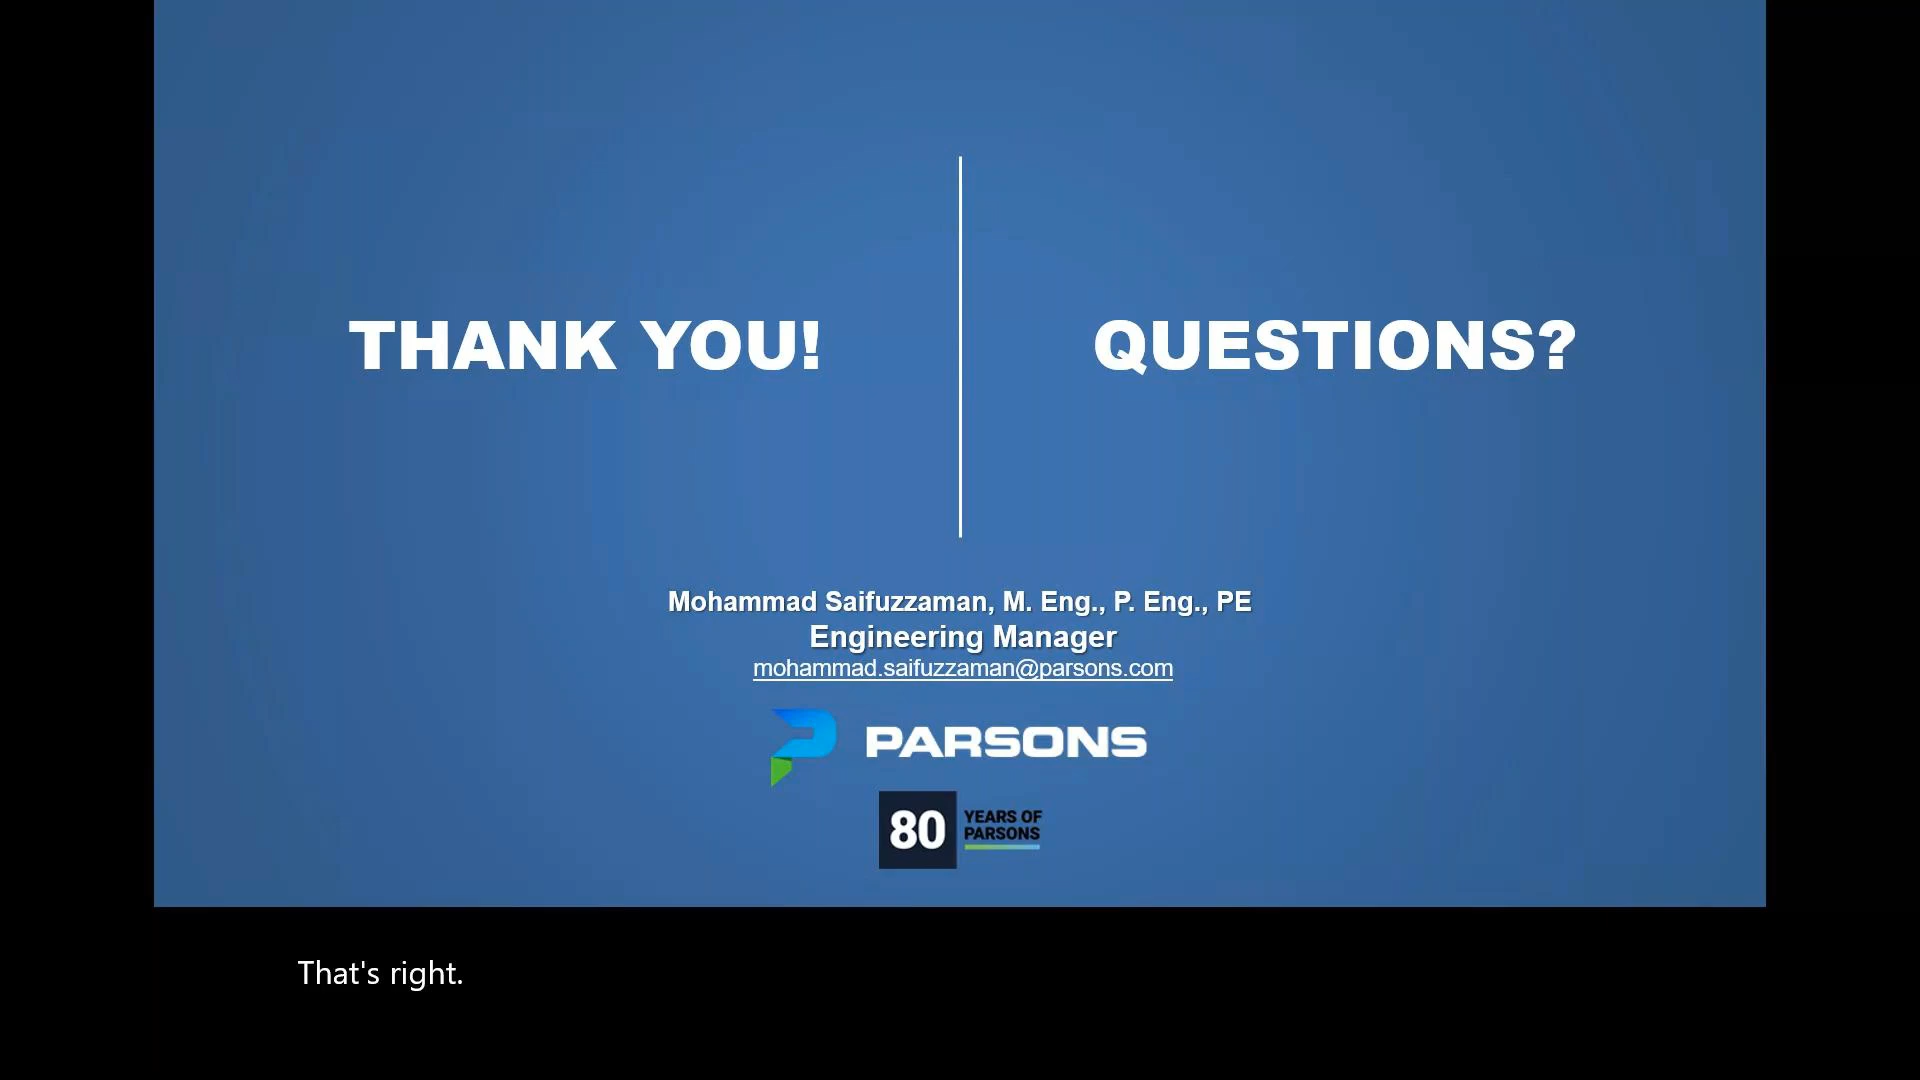 THANK YOU!
QUESTIONS?
Mohammad Saifuzzaman, M. Eng., P. Eng., PE
Engineering Manager
mohammad.saifuzzaman@parsons.com
PARSONS
80
YEARS OF
PARSONS
That's right.